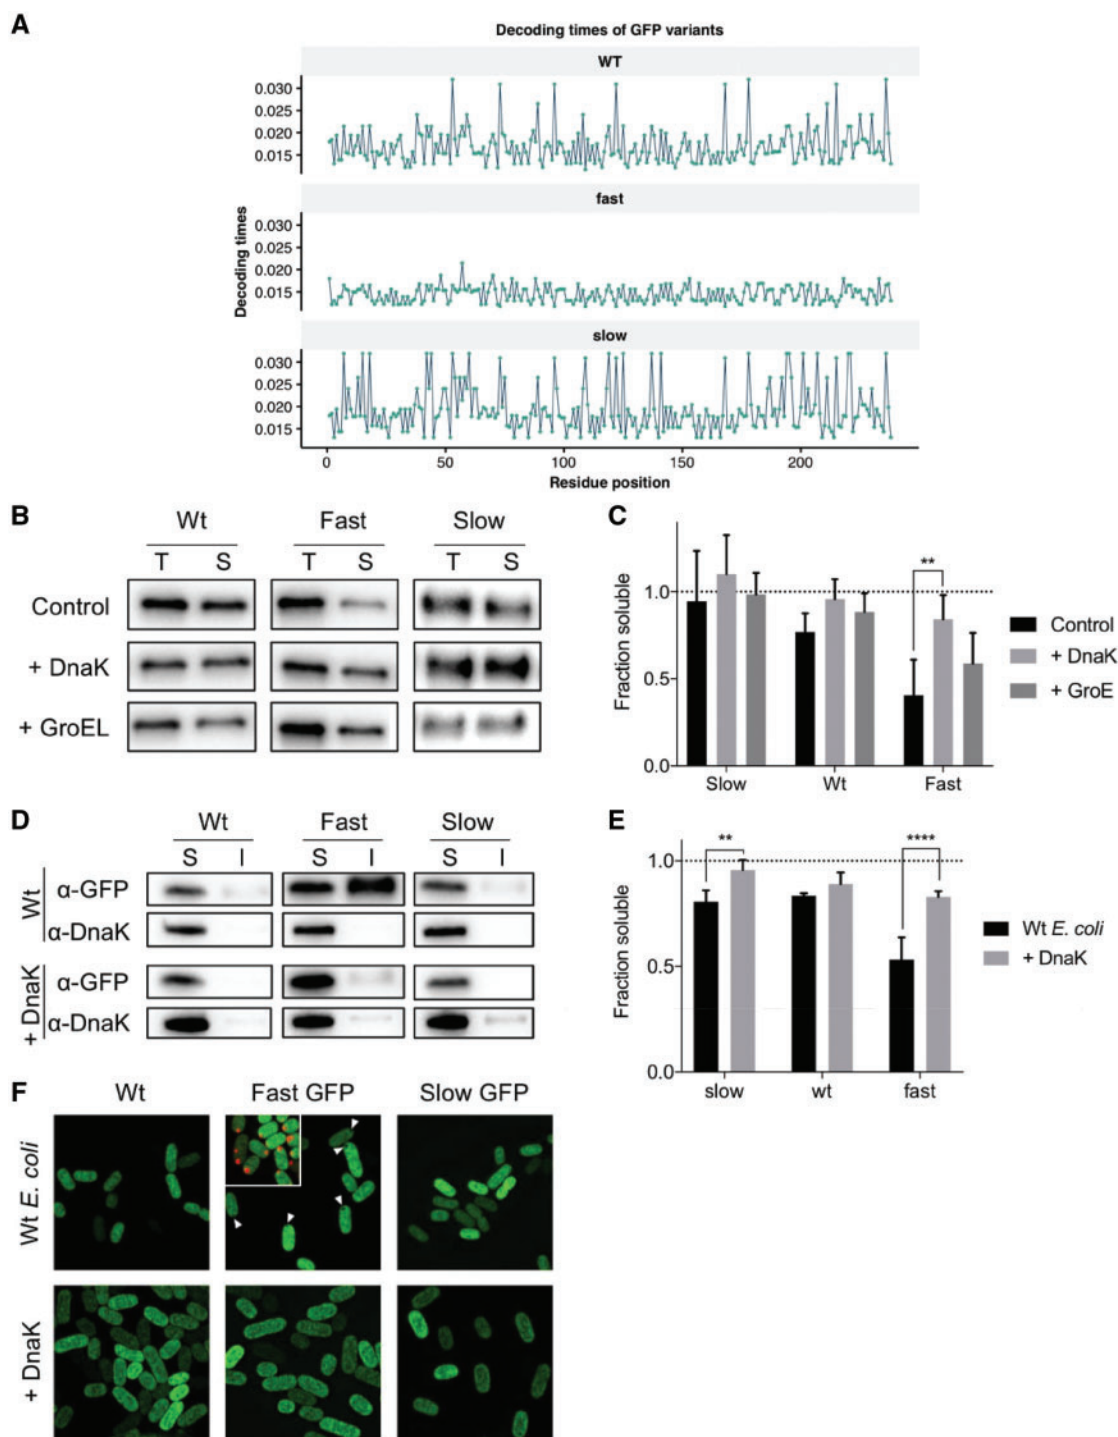 A
Decoding times of GFP variants
WT
0.030
0.025
0.020
0.015
fast
0.030
0.025
0.020
0.015
Decoding times
slow
0.030
0.025
0.020
0.015
0 50 100 150 200
Residue position
B
Wt Fast Slow
T S T S T S
Control
+ DnaK
+ GroEL
C
Fraction soluble
1.0
0.5
0.0
**
Slow Wt Fast
Control
+ DnaK
+ GroE
D
Wt Fast Slow
S I S I S I
Wt
α-GFP
α-DnaK
+ DnaK
α-GFP
α-DnaK
E
Fraction soluble
1.0
0.5
0.0
** ****
slow wt fast
Wt E. coli
+ DnaK
F
Wt Fast GFP Slow GFP
Wt E. coli
+ DnaK